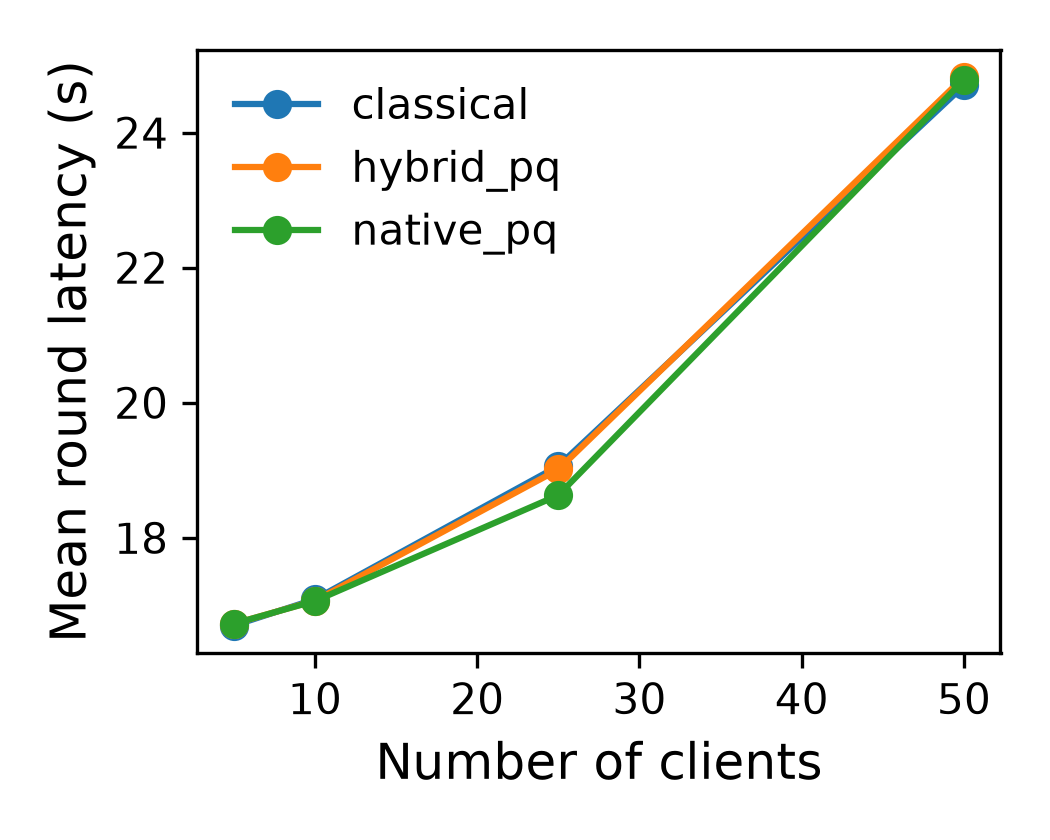 Mean round latency (s)
24
22
20
18
classical
hybrid_pq
native_pq
10 20 30 40 50
Number of clients